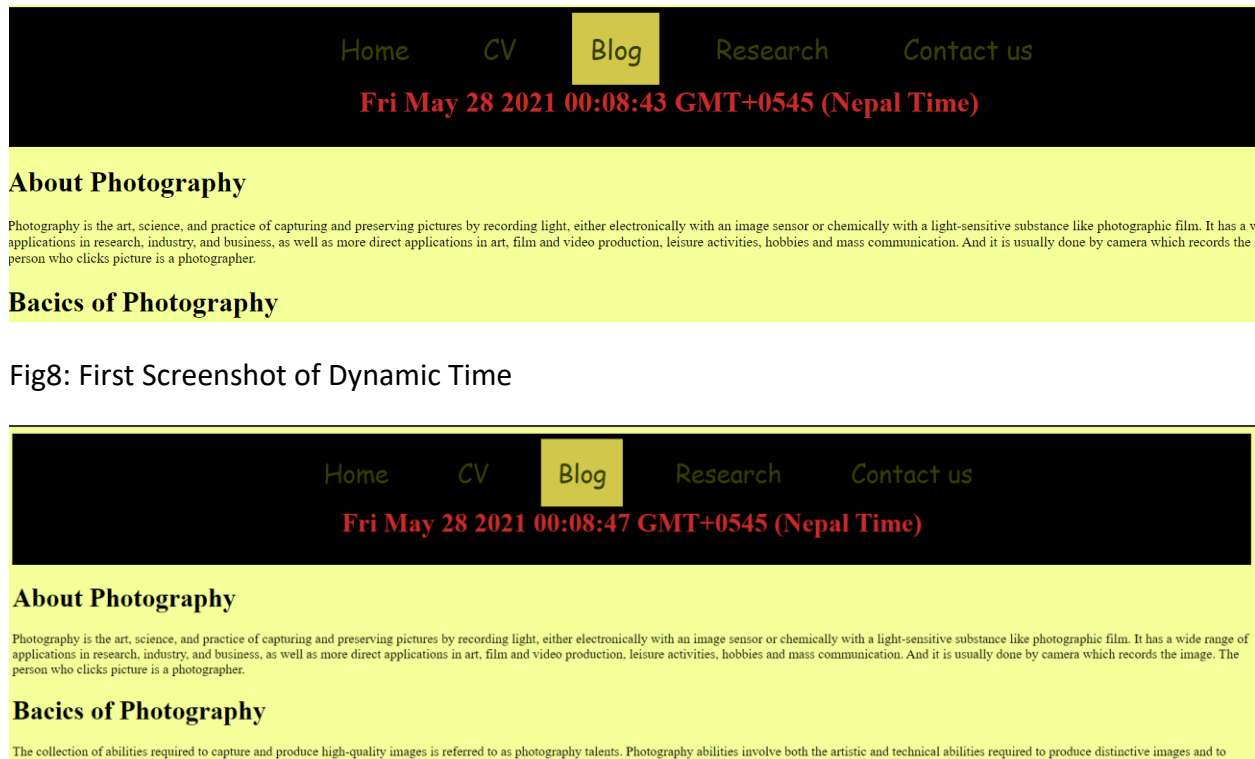 Home CV Blog Research Contact us
Fri May 28 2021 00:08:43 GMT+0545 (Nepal Time)
About Photography
Photography is the art, science, and practice of capturing and preserving pictures by recording light, either electronically with an image sensor or chemically with a light-sensitive substance like photographic film. It has a
applications in research, industry, and business, as well as more direct applications in art, film and video production, leisure activities, hobbies and mass communication. And it is usually done by camera which records the
person who clicks picture is a photographer.
Bacics of Photography
Fig8: First Screenshot of Dynamic Time
Home CV Blog Research Contact us
Fri May 28 2021 00:08:47 GMT+0545 (Nepal Time)
About Photography
Photography is the art, science, and practice of capturing and preserving pictures by recording light, either electronically with an image sensor or chemically with a light-sensitive substance like photographic film. It has a wide range of
applications in research, industry, and business, as well as more direct applications in art, film and video production, leisure activities, hobbies and mass communication. And it is usually done by camera which records the image. The
person who clicks picture is a photographer.
Bacics of Photography
The collection of abilities required to capture and produce high-quality images is referred to as photography talents. Photography abilities involve both the artistic and technical abilities required to produce distinctive images and to